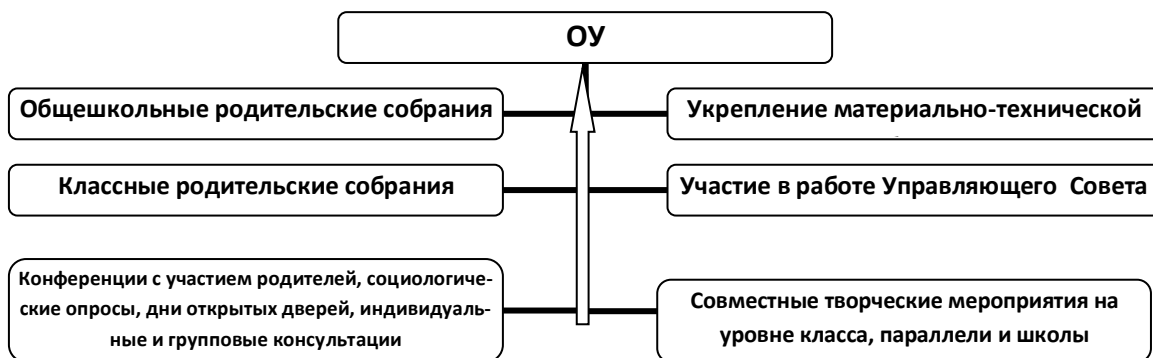 ОУ
Общешкольные родительские собрания
Укрепление материально-технической
Классные родительские собрания
Участие в работе Управляющего Совета
Конференции с участием родителей, социологиче-
ские опросы, дни открытых дверей, индивидуаль-
ные и групповые консультации
Совместные творческие мероприятия на
уровне класса, параллели и школы